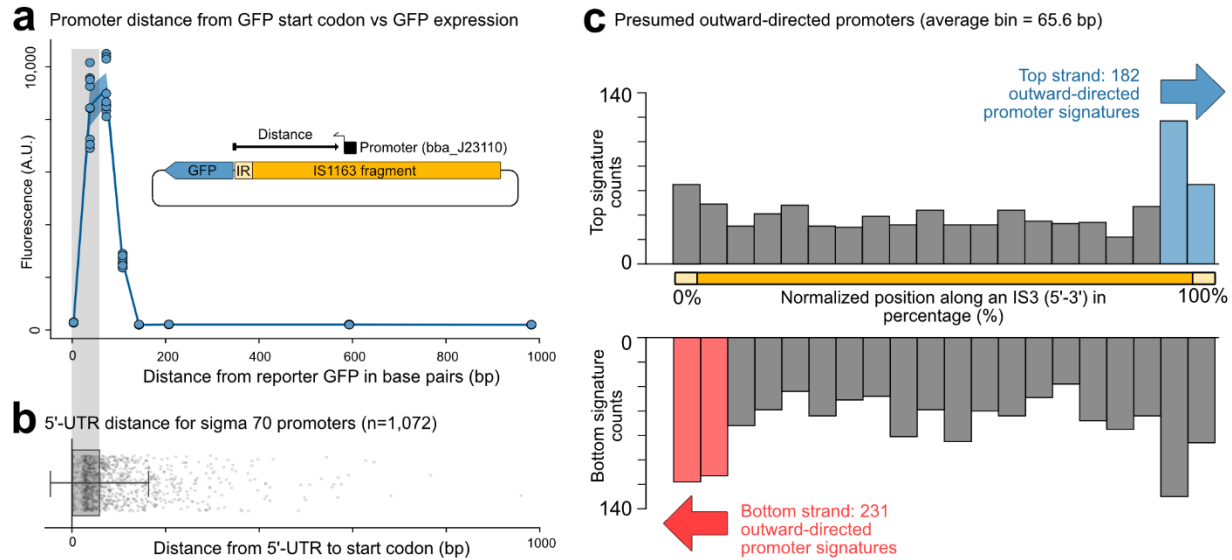 a
Promoter distance from GFP start codon vs GFP expression
10,000
Fluorescence (A.U.)
0
Distance
Promoter (bba_J23110)
GFP
IR
IS1163 fragment
0
200
400
600
800
1000
Distance from reporter GFP in base pairs (bp)
b
5'-UTR distance for sigma 70 promoters (n=1,072)
0
1000
Distance from 5'-UTR to start codon (bp)
c
Presumed outward-directed promoters (average bin = 65.6 bp)
Top strand: 182
outward-directed
promoter signatures
140
Top signature
counts
0
0%
Normalized position along an IS3 (5'-3') in
percentage (%)
100%
0
Bottom signature
counts
140
Bottom strand: 231
outward-directed
promoter signatures